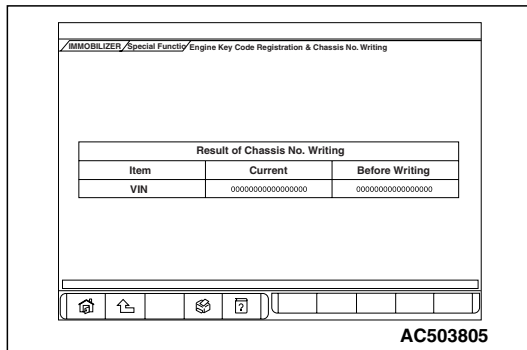 IMMOBILIZER Special Functio Engine Key Code Registration & Chassis No. Writing
Result of Chassis No. Writing
Item Current Before Writing
VIN 00000000000000000 00000000000000000
?
AC503805